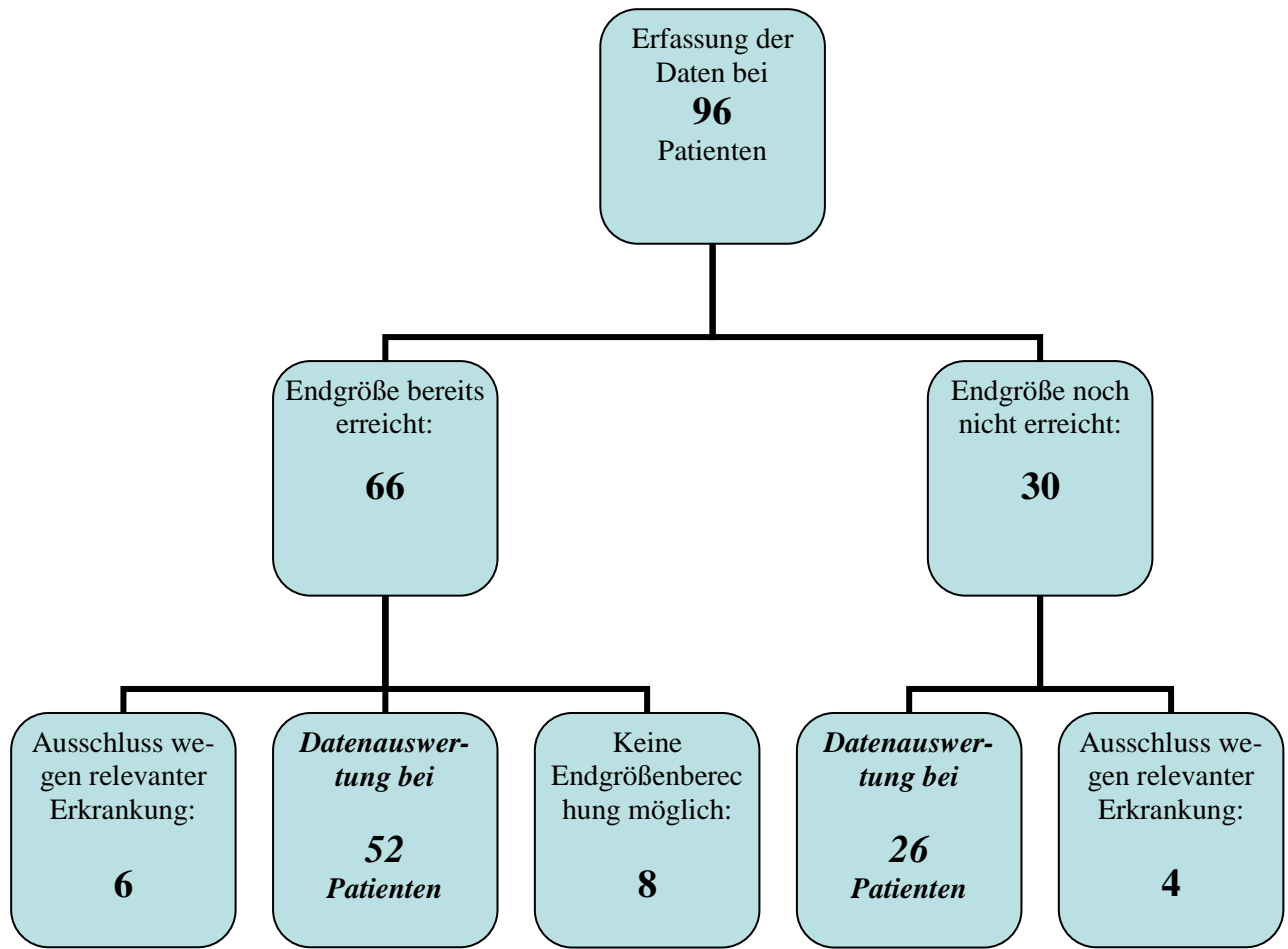 Erfassung der
Daten bei
96
Patienten
Endgröße bereits
erreicht:
66
Endgröße noch
nicht erreicht:
30
Ausschluss we-
gen relevanter
Erkrankung:
6
Datenauswer-
tung bei
52
Patienten
Keine
Endgrößenberec
hung möglich:
8
Datenauswer-
tung bei
26
Patienten
Ausschluss we-
gen relevanter
Erkrankung:
4